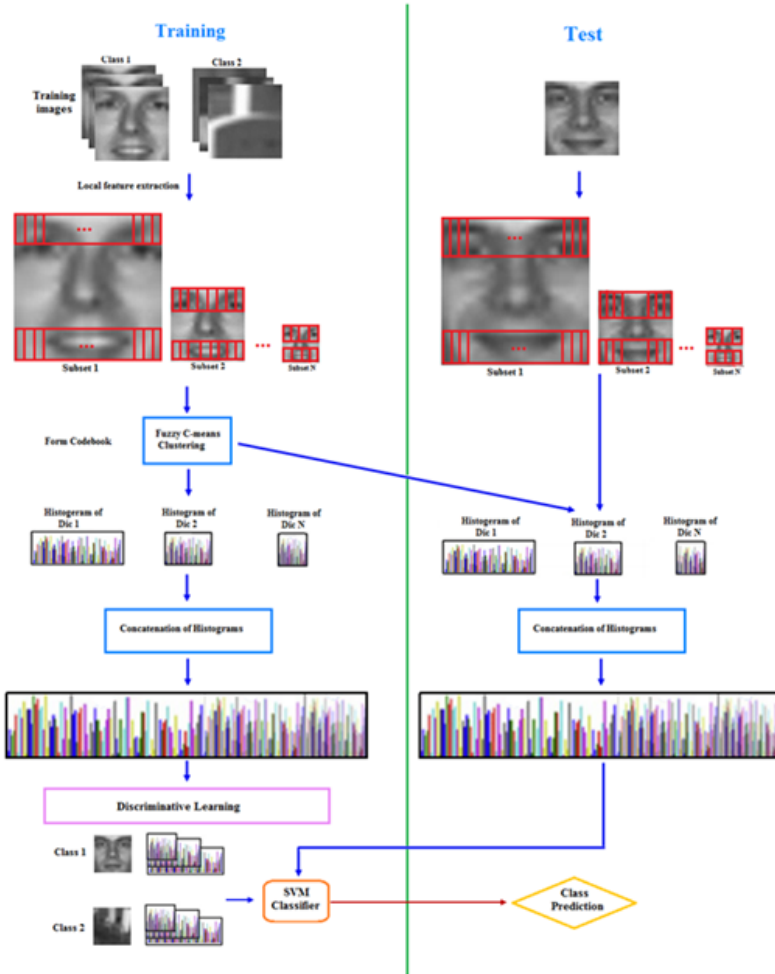 Training
Test
Class 1
Class 2
Training
images
Local feature extraction
...
...
...
Subset 1
Subset 2
Subset N
...
...
...
Subset 1
Subset 2
Subset N
Form Codebook
Fuzzy C-means
Clustering
Histogeram of
Dic 1
Histogram of
Dic 2
Histogram of
Dic N
Histogeram of
Dic 1
Histogram of
Dic 2
Histogram of
Dic N
Concatenation of Histograms
Concatenation of Histograms
Discriminative Learning
Class 1
Class 2
SVM
Classifier
Class
Prediction